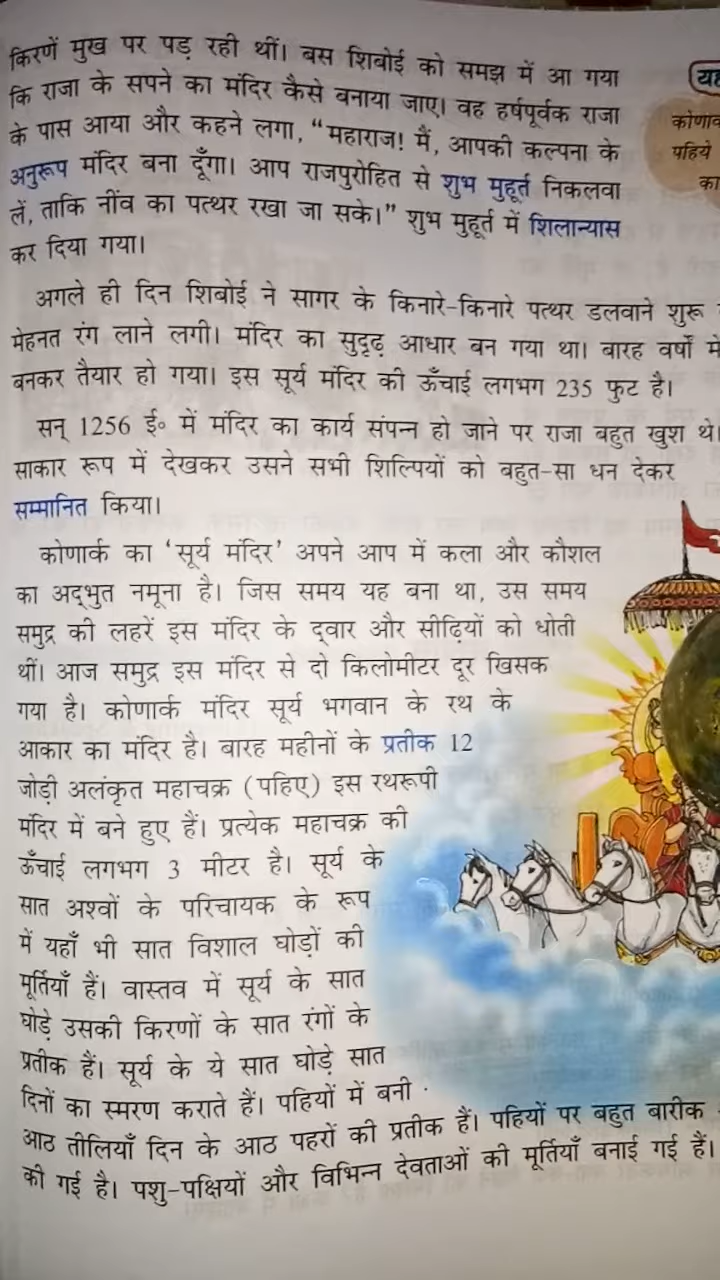 किरणें मुख पर पड़ रही थीं। बस शिबोई को समझ में आ गया
कि राजा के सपने का मंदिर कैसे बनाया जाए। वह हर्षपूर्वक राजा
के पास आया और कहने लगा, “महाराज! मैं, आपकी कल्पना के
अनुरूप मंदिर बना दूँगा। आप राजपुरोहित से शुभ मुहूर्त निकलवा
लें, ताकि नींव का पत्थर रखा जा सके।” शुभ मुहूर्त में शिलान्यास
कर दिया गया।
अगले ही दिन शिबोई ने सागर के किनारे-किनारे पत्थर डलवाने शुरू
मेहनत रंग लाने लगी। मंदिर का सुदृढ़ आधार बन गया था। बारह वर्षों में
बनकर तैयार हो गया। इस सूर्य मंदिर की ऊँचाई लगभग 235 फुट है।
सन् 1256 ई॰ में मंदिर का कार्य संपन्न हो जाने पर राजा बहुत खुश थे।
साकार रूप में देखकर उसने सभी शिल्पियों को बहुत-सा धन देकर
सम्मानित किया।
कोणार्क का ‘सूर्य मंदिर’ अपने आप में कला और कौशल
का अद्भुत नमूना है। जिस समय यह बना था, उस समय
समुद्र की लहरें इस मंदिर के द्वार और सीढ़ियों को धोती
थीं। आज समुद्र इस मंदिर से दो किलोमीटर दूर खिसक
गया है। कोणार्क मंदिर सूर्य भगवान के रथ के
आकार का मंदिर है। बारह महीनों के प्रतीक 12
जोड़ी अलंकृत महाचक्र (पहिए) इस रथरूपी
मंदिर में बने हुए हैं। प्रत्येक महाचक्र की
ऊँचाई लगभग 3 मीटर है। सूर्य के
सात अश्वों के परिचायक के रूप
में यहाँ भी सात विशाल घोड़ों की
मूर्तियाँ हैं। वास्तव में सूर्य के सात
घोड़े उसकी किरणों के सात रंगों के
प्रतीक हैं। सूर्य के ये सात घोड़े सात
दिनों का स्मरण कराते हैं। पहियों में बनी
आठ तीलियाँ दिन के आठ पहरों की प्रतीक हैं। पहियों पर बहुत बारीक
की गई है। पशु-पक्षियों और विभिन्न देवताओं की मूर्तियाँ बनाई गई हैं।
पहिये
का